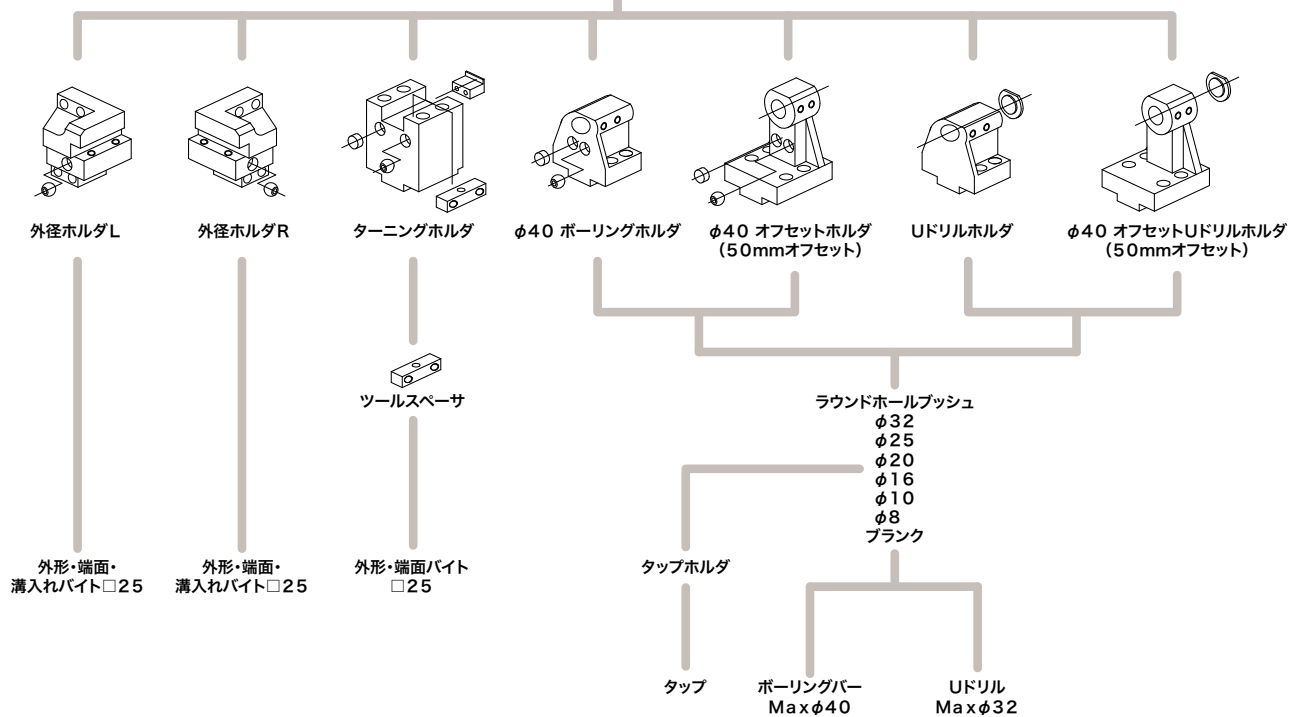 外径ホルダL
外径ホルダR
ターニングホルダ
φ40 ボーリングホルダ
φ40 オフセットホルダ
（50mmオフセット）
Uドリルホルダ
φ40 オフセットUドリルホルダ
（50mmオフセット）
ツールスペーサ
ラウンドホールブッシュ
φ32
φ25
φ20
φ16
φ10
φ8
ブランク
外形・端面・
溝入れバイト□25
外形・端面・
溝入れバイト□25
外形・端面バイト
□25
タップホルダ
タップ
ボーリングバー
Maxφ40
Uドリル
Maxφ32